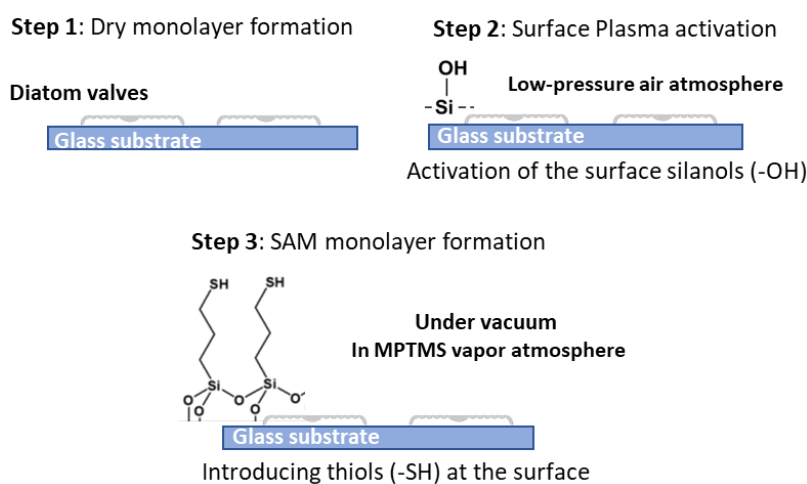 Step 1: Dry monolayer formation
Diatom valves
Glass substrate
Step 2: Surface Plasma activation
OH
Low-pressure air atmosphere
-Si--
Glass substrate
Activation of the surface silanols (-OH)
Step 3: SAM monolayer formation
SH SH
Under vacuum
In MPTMS vapor atmosphere
Si Si
O O O
O O
Glass substrate
Introducing thiols (-SH) at the surface